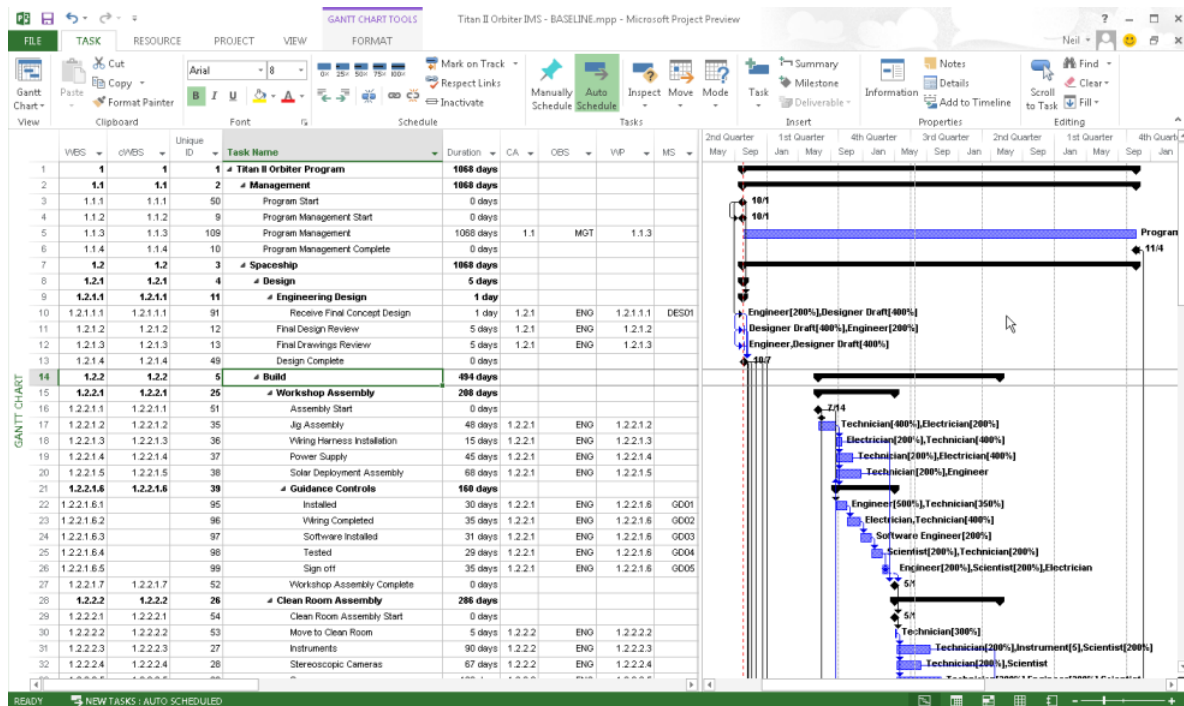 GANTT CHART TOOLS Titan II Orbiter IMS - BASELINE.mpp - Microsoft Project Preview
FILE TASK RESOURCE PROJECT VIEW FORMAT Neil
Cut
Copy
Format Painter
Gantt Chart
Paste
Arial 8
B I U A
0% 25% 50% 75% 100%
Mark on Track
Respect Links
Inactivate
Manually Schedule
Auto Schedule
Inspect Move Mode
Task
Summary
Milestone
Deliverable
Information
Notes
Details
Add to Timeline
Scroll to Task
Find
Clear
Fill
View Clipboard Font Schedule Tasks Insert Properties Editing
WBS cWBS Unique ID Task Name Duration CA OBS WP MS
2nd Quarter 1st Quarter 4th Quarter 3rd Quarter 2nd Quarter 1st Quarter 4th Quart
May Sep Jan May Sep Jan May Sep Jan May Sep Jan May Sep Jan
1 1 1 1 Titan II Orbiter Program 1068 days
2 1.1 1.1 2 Management 1068 days
3 1.1.1 1.1.1 50 Program Start 0 days 10/1
4 1.1.2 1.1.2 9 Program Management Start 0 days 10/1
5 1.1.3 1.1.3 109 Program Management 1068 days 1.1 MGT 1.1.3 Progran
6 1.1.4 1.1.4 10 Program Management Complete 0 days 11/4
7 1.2 1.2 3 Spaceship 1068 days
8 1.2.1 1.2.1 4 Design 5 days
9 1.2.1.1 1.2.1.1 11 Engineering Design 1 day
10 1.2.1.1.1 1.2.1.1.1 91 Receive Final Concept Design 1 day 1.2.1 ENG 1.2.1.1.1 DES01 Engineer[200%],Designer Draft[400%]
11 1.2.1.2 1.2.1.2 12 Final Design Review 5 days 1.2.1 ENG 1.2.1.2 Designer Draft[400%],Engineer[200%]
12 1.2.1.3 1.2.1.3 13 Final Drawings Review 5 days 1.2.1 ENG 1.2.1.3 Engineer,Designer Draft[400%]
13 1.2.1.4 1.2.1.4 49 Design Complete 0 days 10/7
14 1.2.2 1.2.2 5 Build 494 days
15 1.2.2.1 1.2.2.1 25 Workshop Assembly 208 days
16 1.2.2.1.1 1.2.2.1.1 51 Assembly Start 0 days 7/14
17 1.2.2.1.2 1.2.2.1.2 35 Jig Assembly 48 days 1.2.2.1 ENG 1.2.2.1.2 Technician[400%],Electrician[200%]
18 1.2.2.1.3 1.2.2.1.3 36 Wiring Harness Installation 15 days 1.2.2.1 ENG 1.2.2.1.3 Electrician[200%],Technician[400%]
19 1.2.2.1.4 1.2.2.1.4 37 Power Supply 45 days 1.2.2.1 ENG 1.2.2.1.4 Technician[200%],Electrician[400%]
20 1.2.2.1.5 1.2.2.1.5 38 Solar Deployment Assembly 68 days 1.2.2.1 ENG 1.2.2.1.5 Technician[200%],Engineer
21 1.2.2.1.6 1.2.2.1.6 39 Guidance Controls 160 days
22 1.2.2.1.6.1 95 Installed 30 days 1.2.2.1 ENG 1.2.2.1.6 GD01 Engineer[500%],Technician[350%]
23 1.2.2.1.6.2 96 Wiring Completed 35 days 1.2.2.1 ENG 1.2.2.1.6 GD02 Electrician,Technician[400%]
24 1.2.2.1.6.3 97 Software Installed 31 days 1.2.2.1 ENG 1.2.2.1.6 GD03 Software Engineer[200%]
25 1.2.2.1.6.4 98 Tested 29 days 1.2.2.1 ENG 1.2.2.1.6 GD04 Scientist[200%],Technician[200%]
26 1.2.2.1.6.5 99 Sign off 35 days 1.2.2.1 ENG 1.2.2.1.6 GD05 Engineer[200%],Scientist[200%],Electrician
27 1.2.2.1.7 1.2.2.1.7 52 Workshop Assembly Complete 0 days 5/1
28 1.2.2.2 1.2.2.2 26 Clean Room Assembly 286 days
29 1.2.2.2.1 1.2.2.2.1 54 Clean Room Assembly Start 0 days 5/1
30 1.2.2.2.2 1.2.2.2.2 53 Move to Clean Room 5 days 1.2.2.2 ENG 1.2.2.2.2 Technician[300%]
31 1.2.2.2.3 1.2.2.2.3 27 Instruments 90 days 1.2.2.2 ENG 1.2.2.2.3 Technician[200%],Instrument[5],Scientist[200%]
32 1.2.2.2.4 1.2.2.2.4 28 Stereoscopic Cameras 67 days 1.2.2.2 ENG 1.2.2.2.4 Technician[200%],Scientist
GANTT CHART
READY NEW TASKS : AUTO SCHEDULED